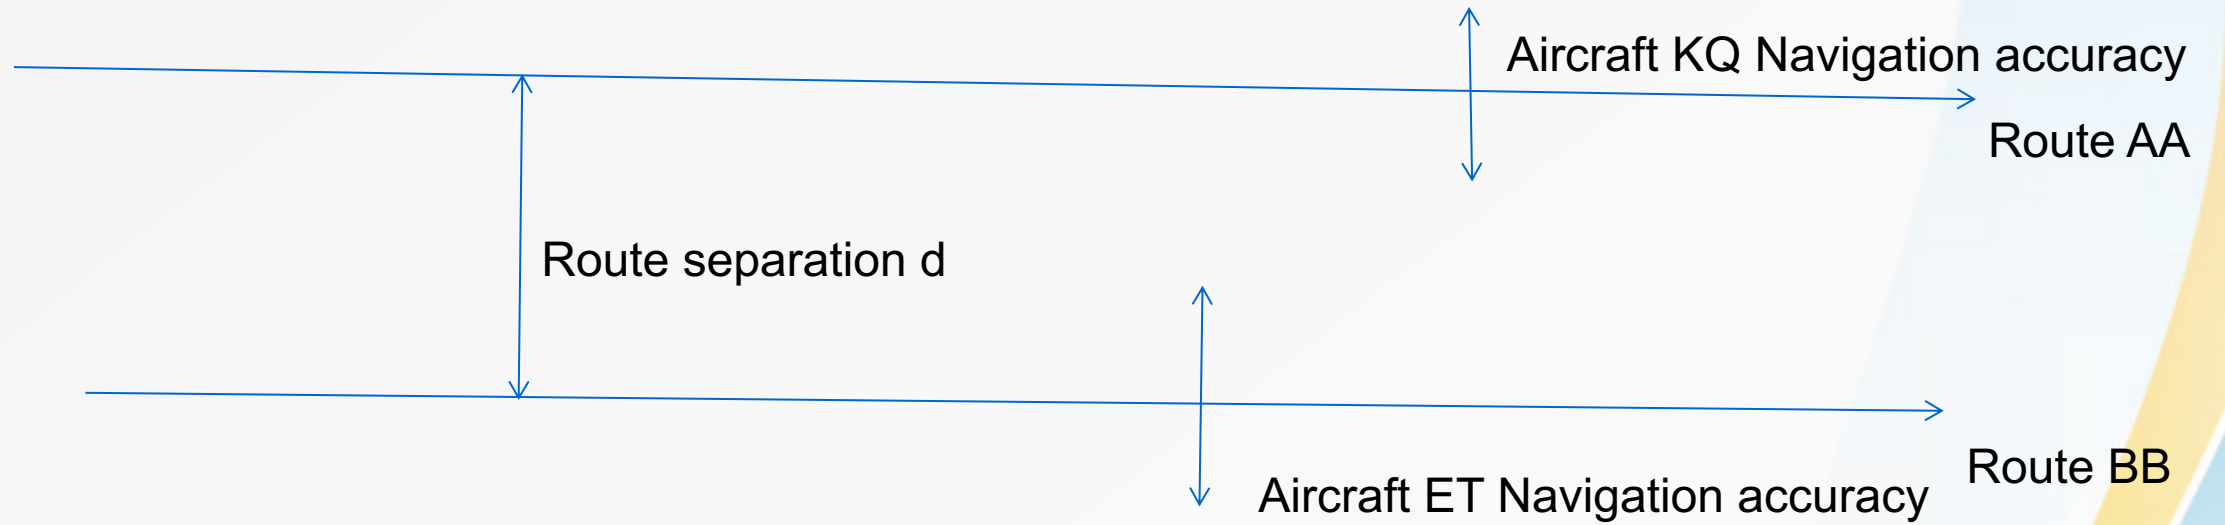 Aircraft KQ Navigation accuracy
Route AA
Route separation d
Route BB
Aircraft ET Navigation accuracy